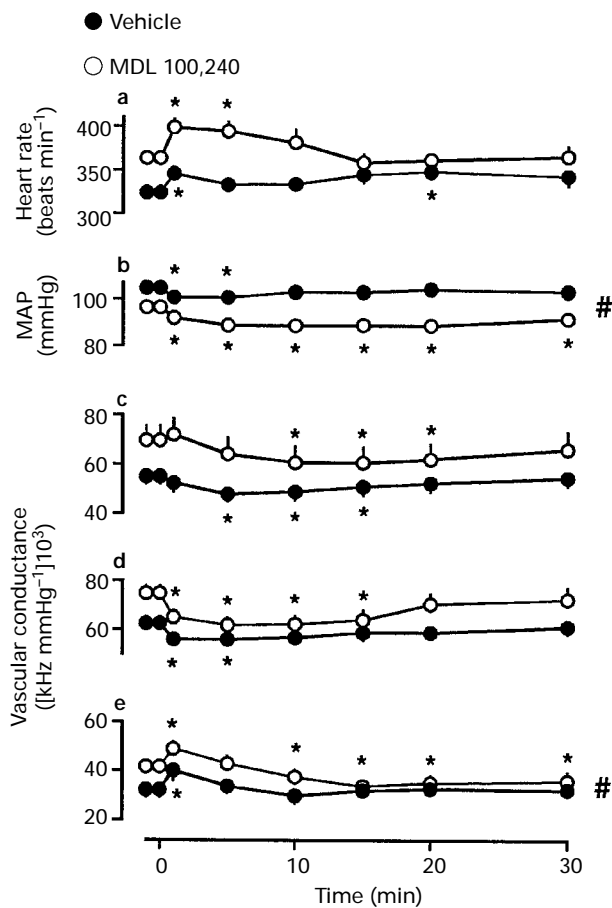 ● Vehicle
○ MDL 100,240
a
* *
400
350
300
Heart rate
(beats min⁻¹)
* *
b
* *
100
80
MAP
(mmHg)
#
* * * * * *
c
80
60
40
* * *
* * *
d
80
60
* * * *
* *
Vascular conductance
([kHz mmHg⁻¹]10³)
e
60
40
20
* * * * *
*
#
0 10 20 30
Time (min)